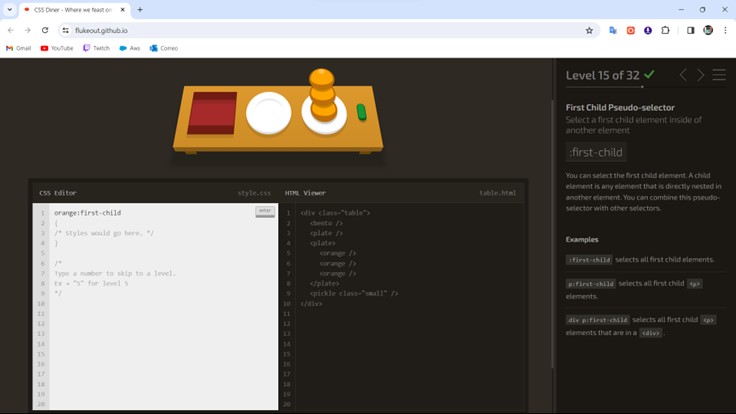 CSS Diner - Where we feast on
flukeout.github.io
Gmail
YouTube
Twitch
Aws
Correo
Level 15 of 32
First Child Pseudo-selector
Select a first child element inside of
another element
:first-child
You can select the first child element. A child
element is any element that is directly nested in
another element. You can combine this pseudo-
selector with other selectors.
Examples
:first-child selects all first child elements.
p:first-child selects all first child <p>
elements.
div p:first-child selects all first child <p>
elements that are in a <div>.
CSS Editor
style.css
enter
1 orange:first-child
2 {
3 /* Styles would go here. */
4 }
5
6 /*
7 Type a number to skip to a level.
8 Ex → "5" for level 5
9 */
10
11
12
13
14
15
16
17
18
19
20
HTML Viewer
table.html
1 <div class="table">
2 <bento />
3 <plate />
4 <plate>
5 <orange />
6 <orange />
7 <orange />
8 </plate>
9 <pickle class="small" />
10 </div>
11
12
13
14
15
16
17
18
19
20